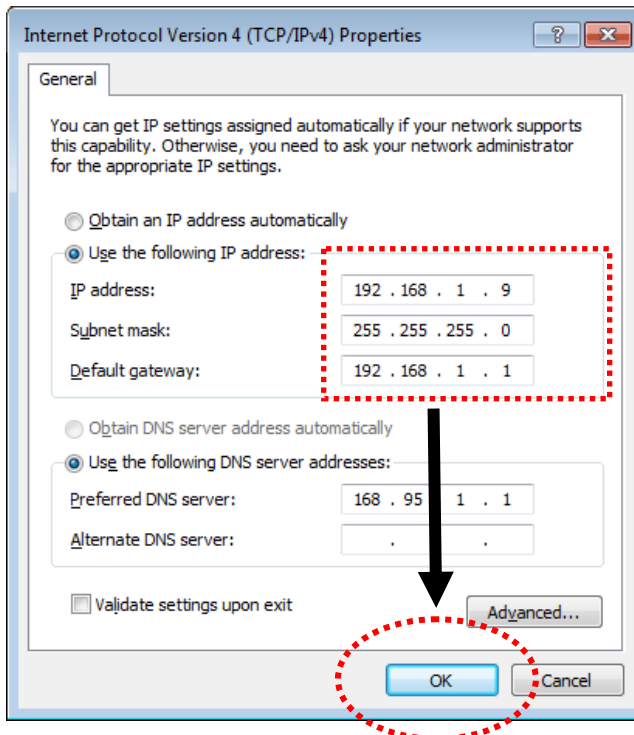 Internet Protocol Version 4 (TCP/IPv4) Properties
General
You can get IP settings assigned automatically if your network supports
this capability. Otherwise, you need to ask your network administrator
for the appropriate IP settings.
Obtain an IP address automatically
Use the following IP address:
IP address: 192 . 168 . 1 . 9
Subnet mask: 255 . 255 . 255 . 0
Default gateway: 192 . 168 . 1 . 1
Obtain DNS server address automatically
Use the following DNS server addresses:
Preferred DNS server: 168 . 95 1 . 1
Alternate DNS server: . .
Validate settings upon exit
Advanced...
OK Cancel